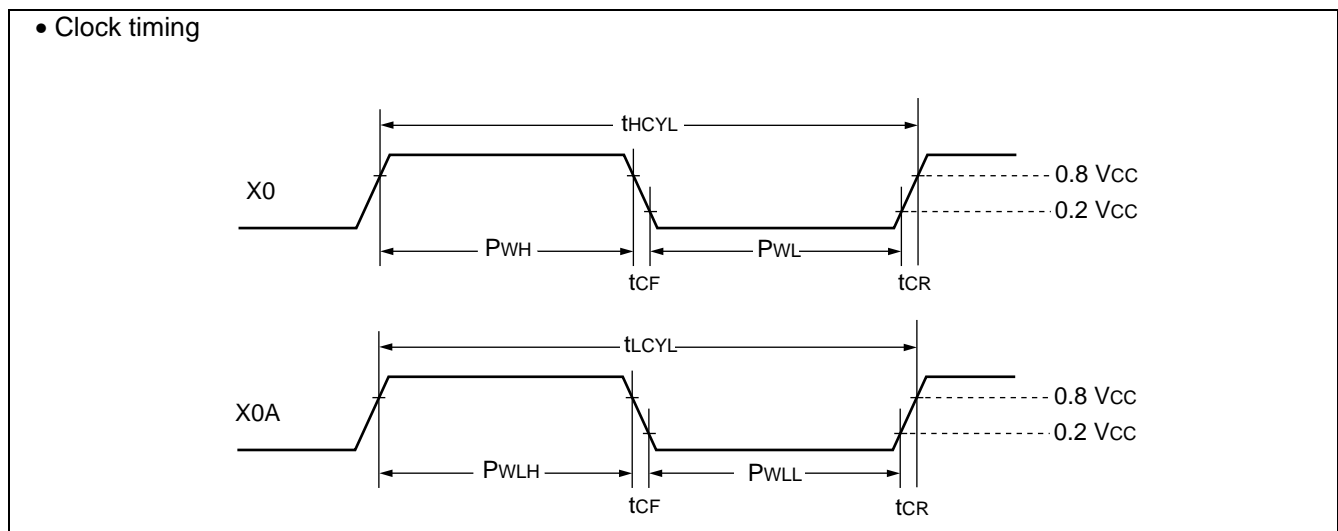 • Clock timing
tHCYL
X0
0.8 VCC
0.2 VCC
PWH
PWL
tCF
tCR
tLCYL
X0A
0.8 VCC
0.2 VCC
PWLH
PWLL
tCF
tCR